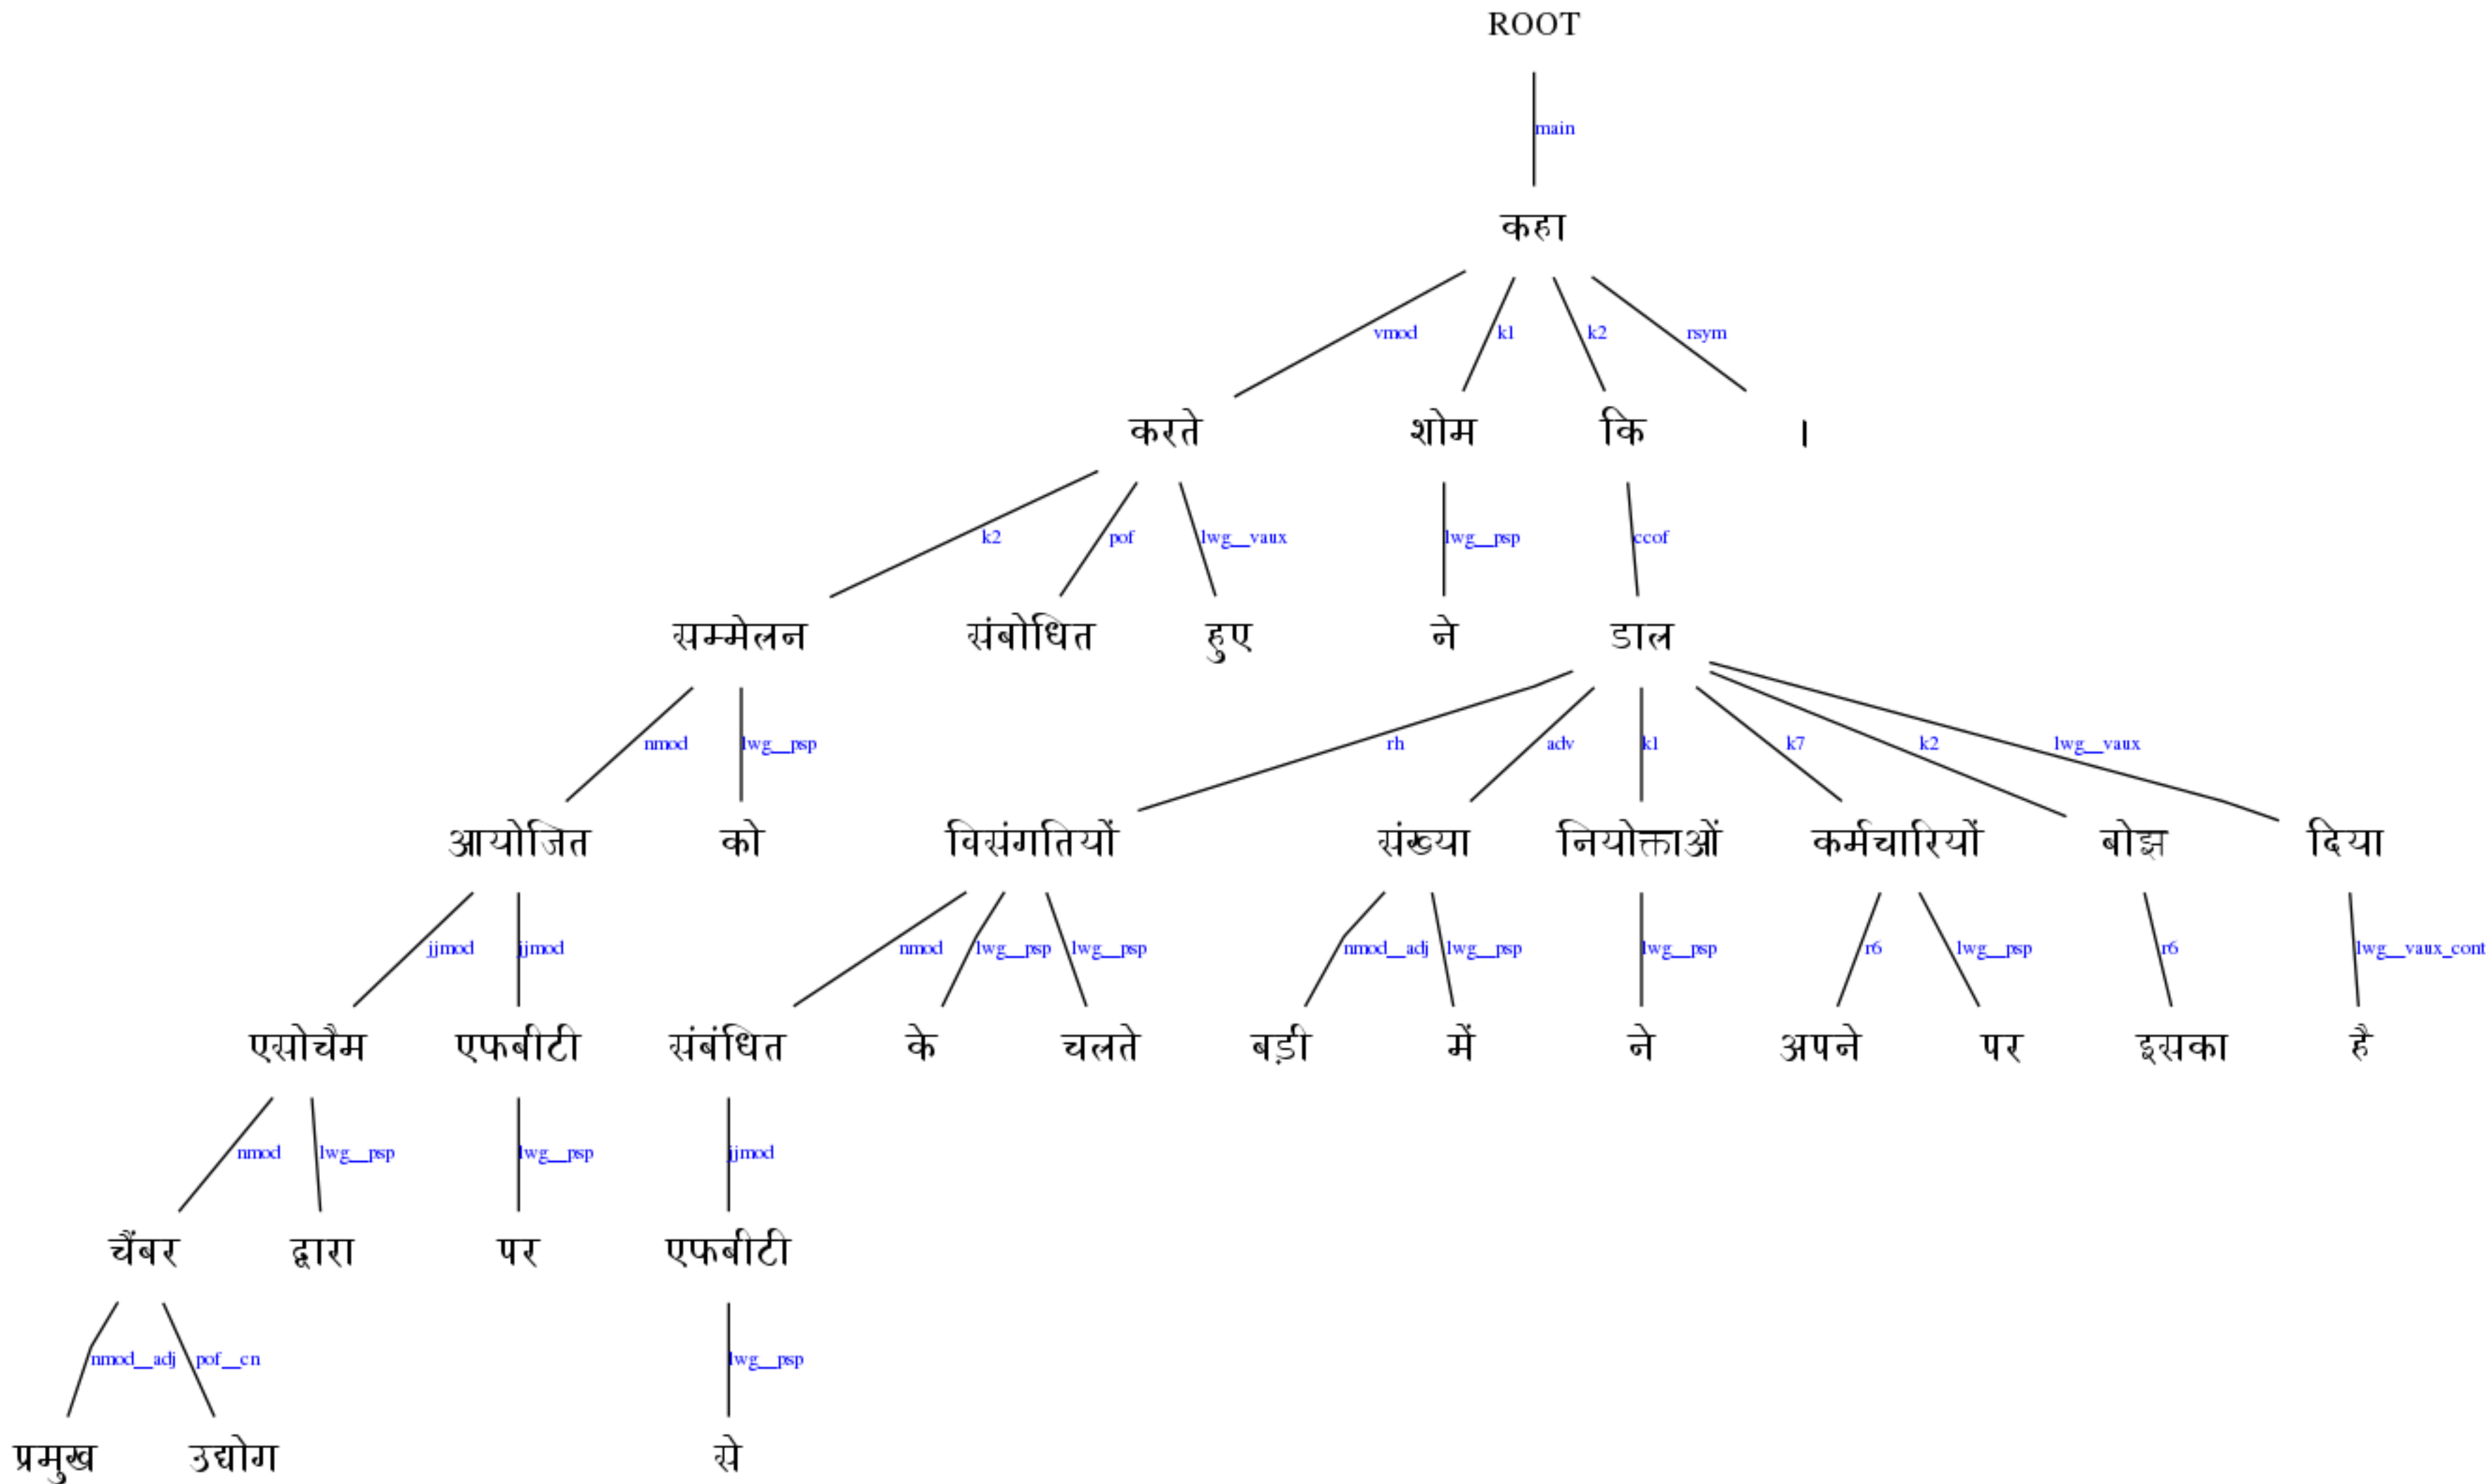 ROOT
main
कहा
vmod k1 k2 rsym
करते शोम कि ।
k2 pof lwg__vaux lwg__psp ccof
सम्मेलन संबोधित हुए ने डाल
nmod lwg__psp rh adv k1 k7 k2 lwg__vaux
आयोजित को विसंगतियों संख्या नियोक्ताओं कर्मचारियों बोझ दिया
jjmod jjmod nmod lwg__psp lwg__psp nmod__adj lwg__psp lwg__psp r6 lwg__psp r6 lwg__vaux_cont
एसोचैम एफबीटी संबंधित के चलते बड़ी में ने अपने पर इसका है
nmod lwg__psp lwg__psp jjmod
चैंबर द्वारा पर एफबीटी
nmod__adj pof__cn lwg__psp
प्रमुख उद्योग से